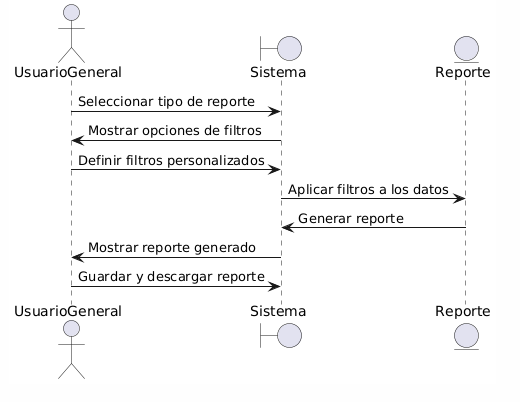 UsuarioGeneral
Sistema
Reporte
Seleccionar tipo de reporte
Mostrar opciones de filtros
Definir filtros personalizados
Aplicar filtros a los datos
Generar reporte
Mostrar reporte generado
Guardar y descargar reporte
UsuarioGeneral
Sistema
Reporte